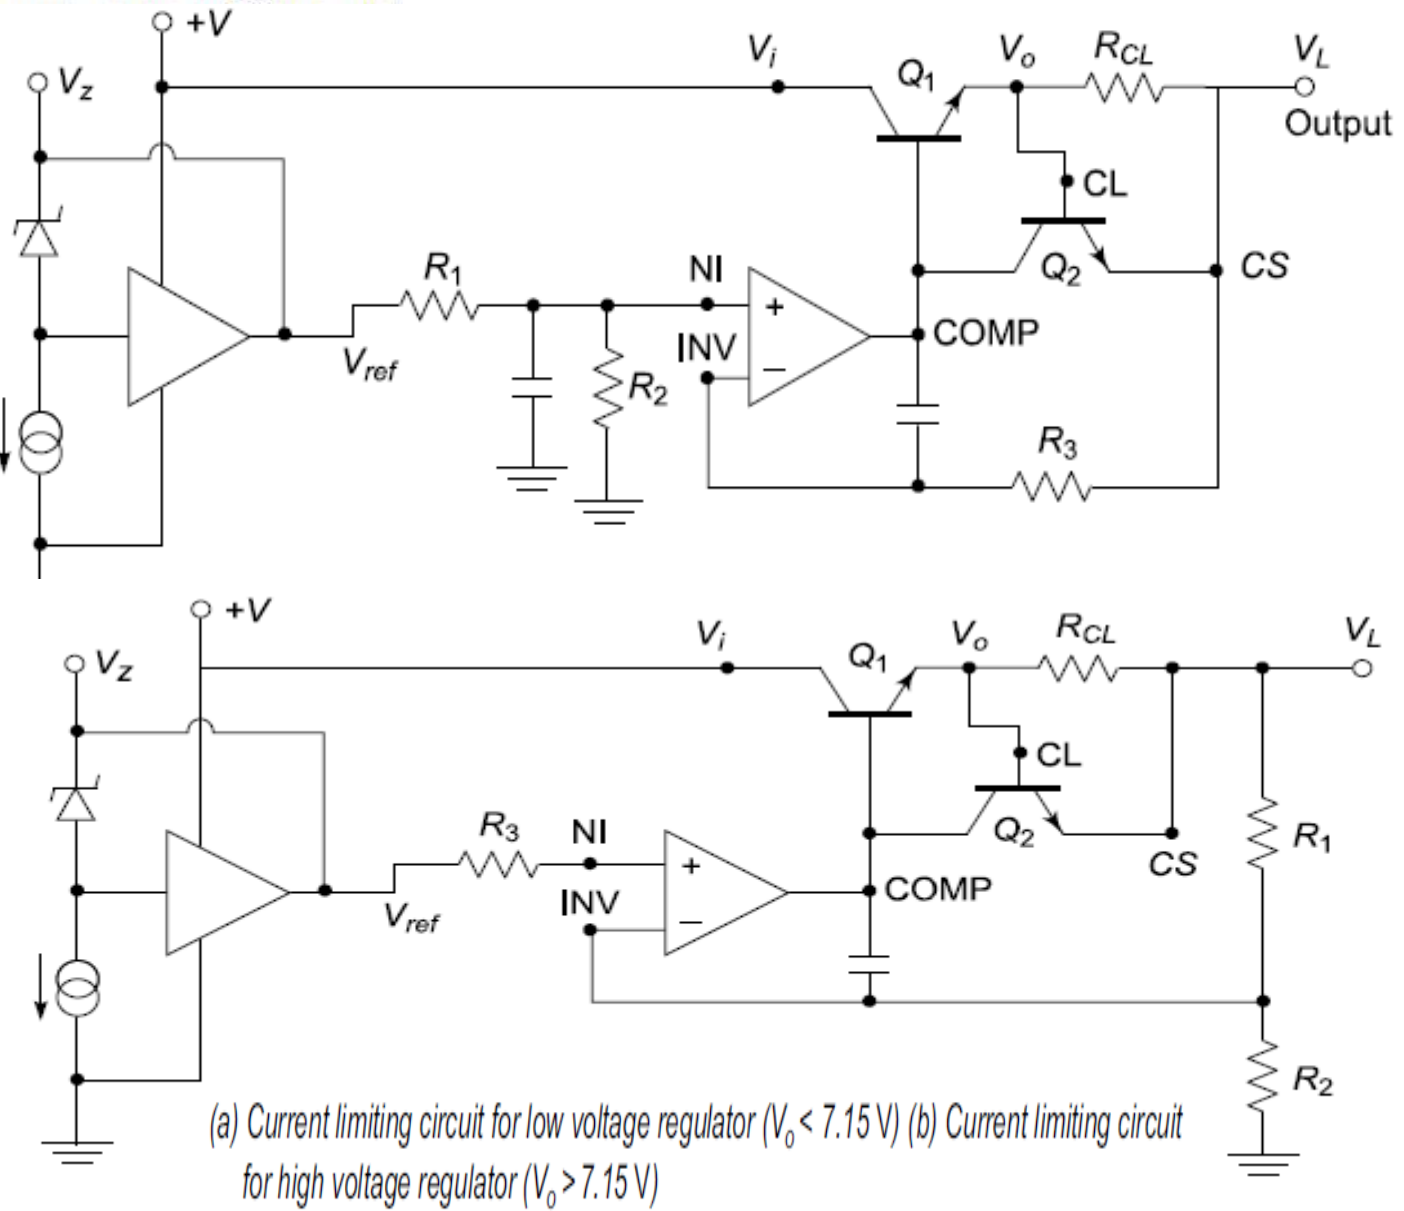 +V
V_z
V_i
Q_1
V_o
R_CL
V_L
Output
CL
Q_2
CS
R_1
NI
+
COMP
INV
−
V_ref
R_2
R_3
+V
V_z
V_i
Q_1
V_o
R_CL
V_L
CL
Q_2
CS
R_1
R_3
NI
+
COMP
INV
−
V_ref
R_2
(a) Current limiting circuit for low voltage regulator (V_o < 7.15 V) (b) Current limiting circuit
for high voltage regulator (V_o > 7.15 V)